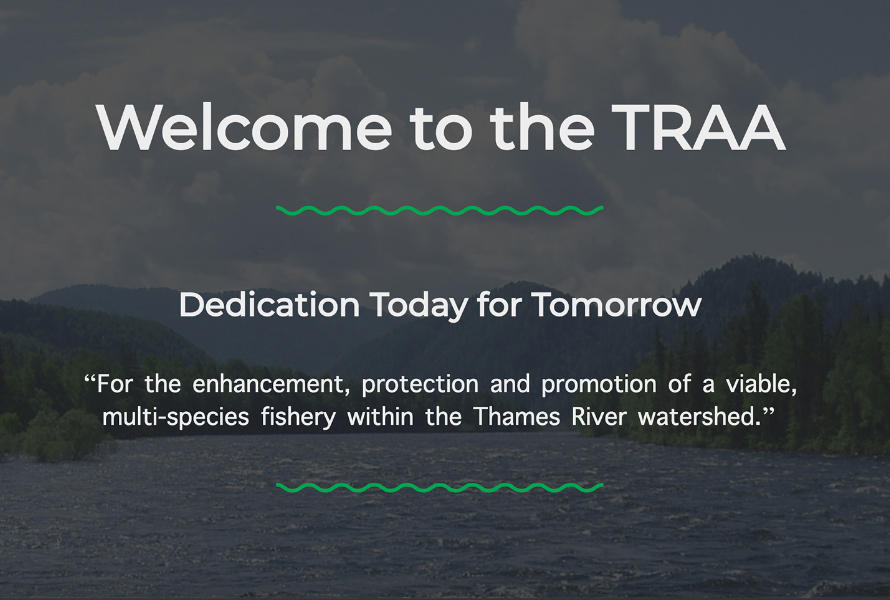 Welcome to the TRAA
Dedication Today for Tomorrow
“For the enhancement, protection and promotion of a viable,
multi-species fishery within the Thames River watershed.”